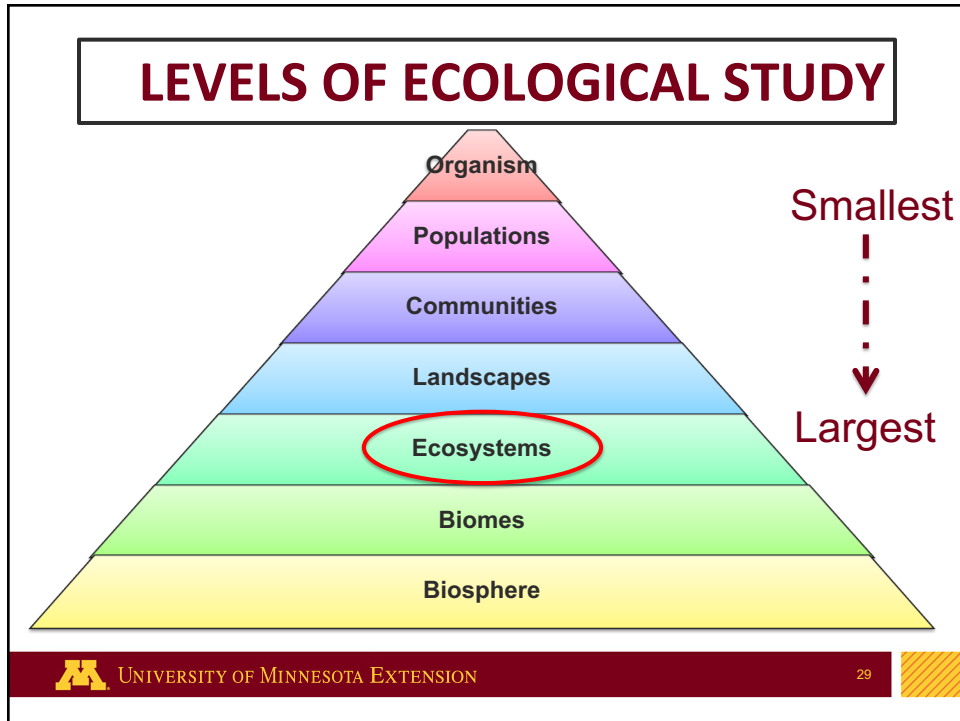 LEVELS OF ECOLOGICAL STUDY
Organism
Populations
Communities
Landscapes
Ecosystems
Biomes
Biosphere
Smallest
Largest
UNIVERSITY OF MINNESOTA EXTENSION
29